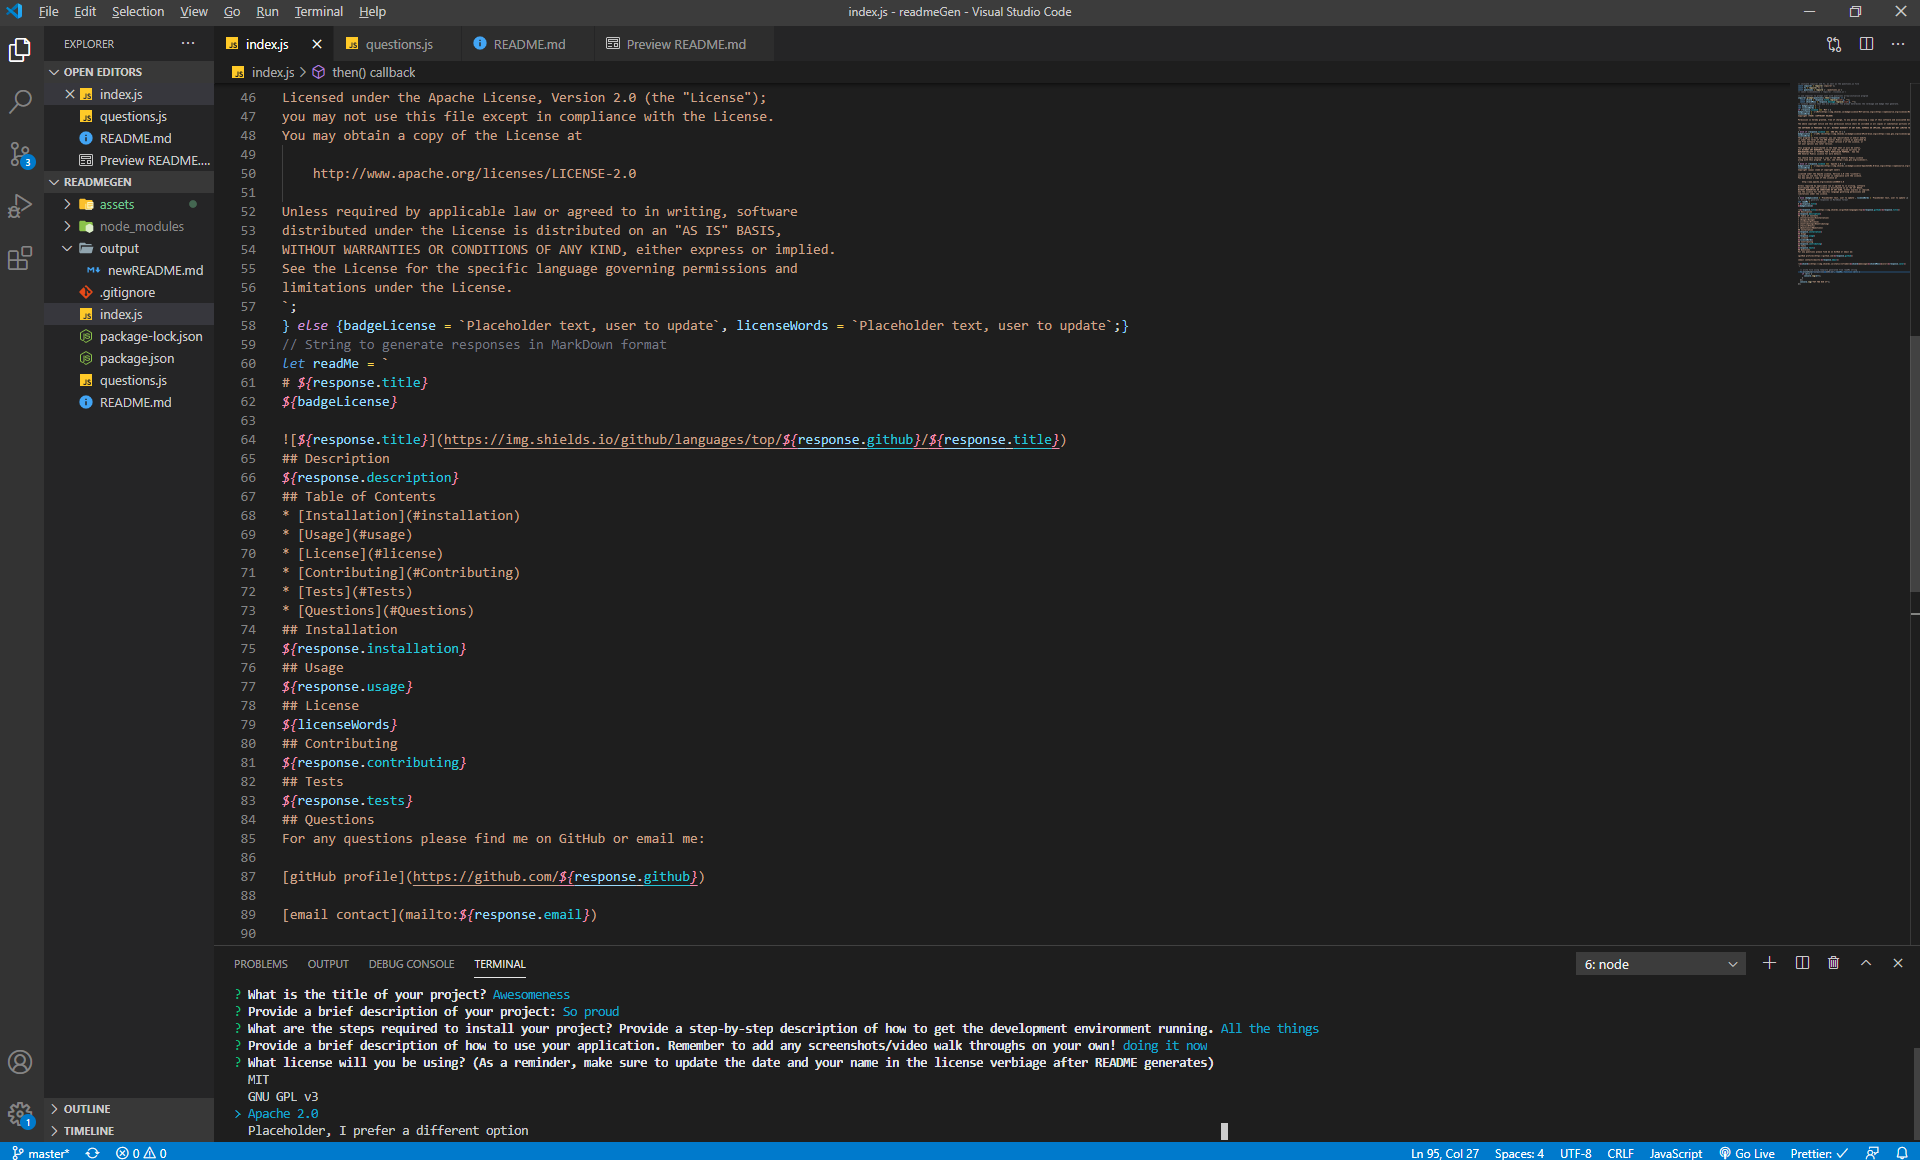 File Edit Selection View Go Run Terminal Help
index.js - readmeGen - Visual Studio Code
EXPLORER
OPEN EDITORS
index.js
questions.js
README.md
Preview README....
READMEGEN
assets
node_modules
output
newREADME.md
.gitignore
index.js
package-lock.json
package.json
questions.js
README.md
OUTLINE
TIMELINE
3
1
index.js questions.js README.md Preview README.md
index.js > then() callback
46 Licensed under the Apache License, Version 2.0 (the "License");
47 you may not use this file except in compliance with the License.
48 You may obtain a copy of the License at
49
50 http://www.apache.org/licenses/LICENSE-2.0
51
52 Unless required by applicable law or agreed to in writing, software
53 distributed under the License is distributed on an "AS IS" BASIS,
54 WITHOUT WARRANTIES OR CONDITIONS OF ANY KIND, either express or implied.
55 See the License for the specific language governing permissions and
56 limitations under the License.
57 `;
58 } else {badgeLicense = `Placeholder text, user to update`, licenseWords = `Placeholder text, user to update`;}
59 // String to generate responses in MarkDown format
60 let readMe = `
61 # ${response.title}
62 ${badgeLicense}
63
64 ![${response.title}](https://img.shields.io/github/languages/top/${response.github}/${response.title})
65 ## Description
66 ${response.description}
67 ## Table of Contents
68 * [Installation](#installation)
69 * [Usage](#usage)
70 * [License](#license)
71 * [Contributing](#Contributing)
72 * [Tests](#Tests)
73 * [Questions](#Questions)
74 ## Installation
75 ${response.installation}
76 ## Usage
77 ${response.usage}
78 ## License
79 ${licenseWords}
80 ## Contributing
81 ${response.contributing}
82 ## Tests
83 ${response.tests}
84 ## Questions
85 For any questions please find me on GitHub or email me:
86
87 [gitHub profile](https://github.com/${response.github})
88
89 [email contact](mailto:${response.email})
90
PROBLEMS OUTPUT DEBUG CONSOLE TERMINAL
6: node
? What is the title of your project? Awesomeness
? Provide a brief description of your project: So proud
? What are the steps required to install your project? Provide a step-by-step description of how to get the development environment running. All the things
? Provide a brief description of how to use your application. Remember to add any screenshots/video walk throughs on your own! doing it now
? What license will you be using? (As a reminder, make sure to update the date and your name in the license verbiage after README generates)
MIT
GNU GPL v3
> Apache 2.0
Placeholder, I prefer a different option
master* 0 0 Ln 95, Col 27 Spaces: 4 UTF-8 CRLF JavaScript Go Live Prettier: ✓